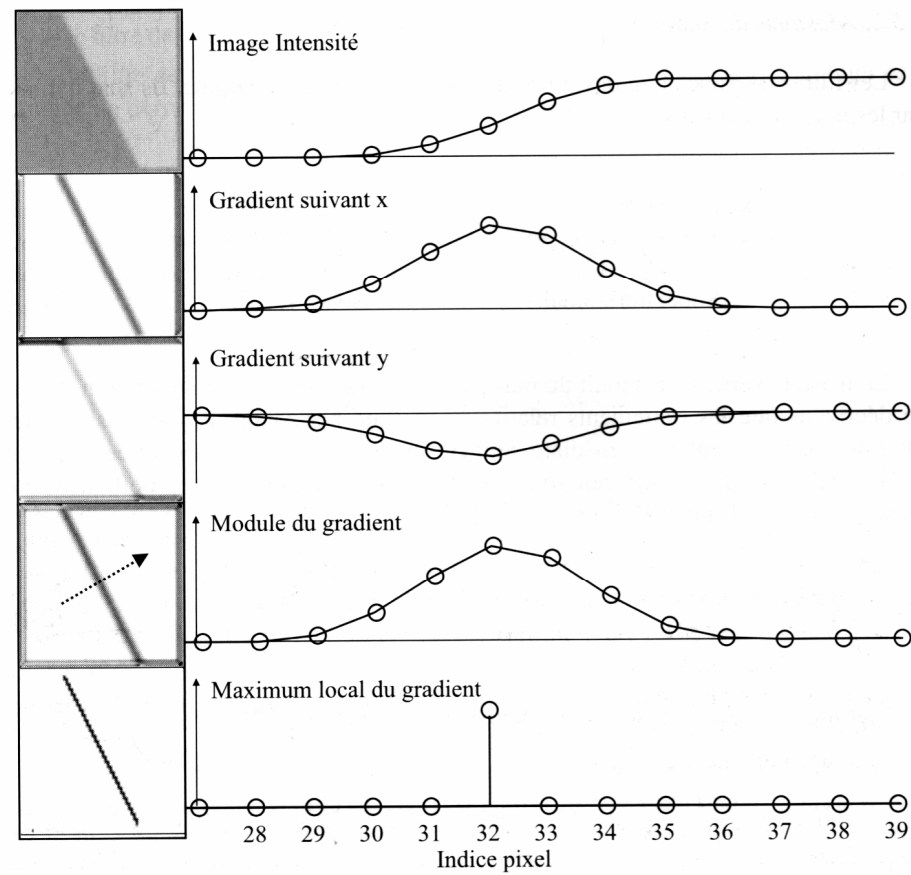 Image Intensité
Gradient suivant x
Gradient suivant y
Module du gradient
Maximum local du gradient
28 29 30 31 32 33 34 35 36 37 38 39
Indice pixel